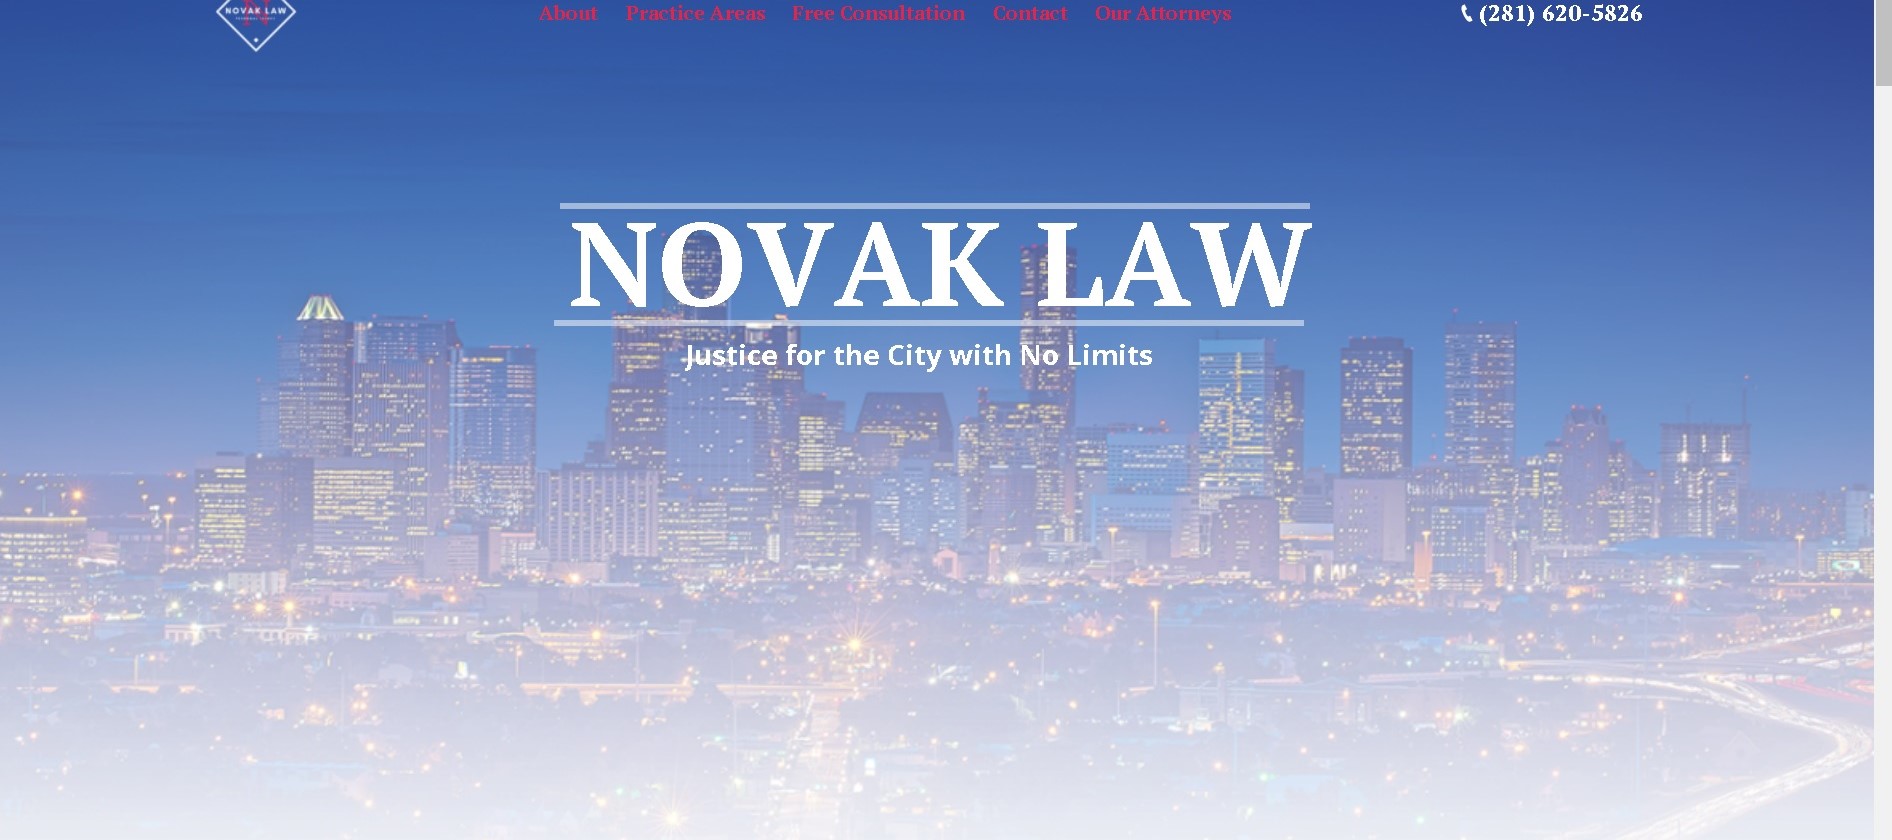 NOVAK LAW
About Practice Areas Free Consultation Contact Our Attorneys
(281) 620-5826
NOVAK LAW
Justice for the City with No Limits